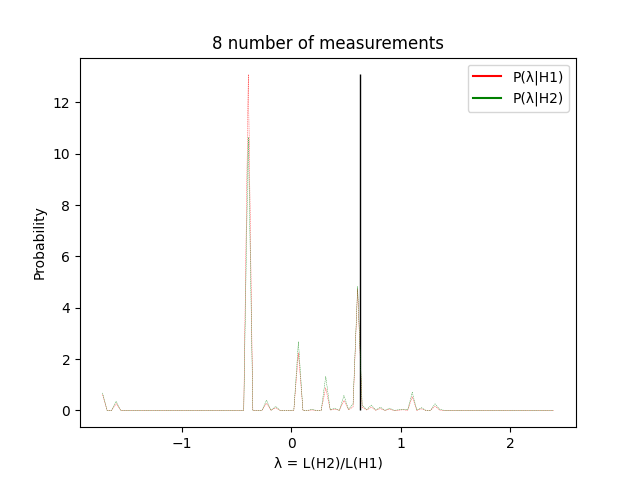 8 number of measurements
P(λ|H1)
P(λ|H2)
Probability
12
10
8
6
4
2
0
−1
0
1
2
λ = L(H2)/L(H1)